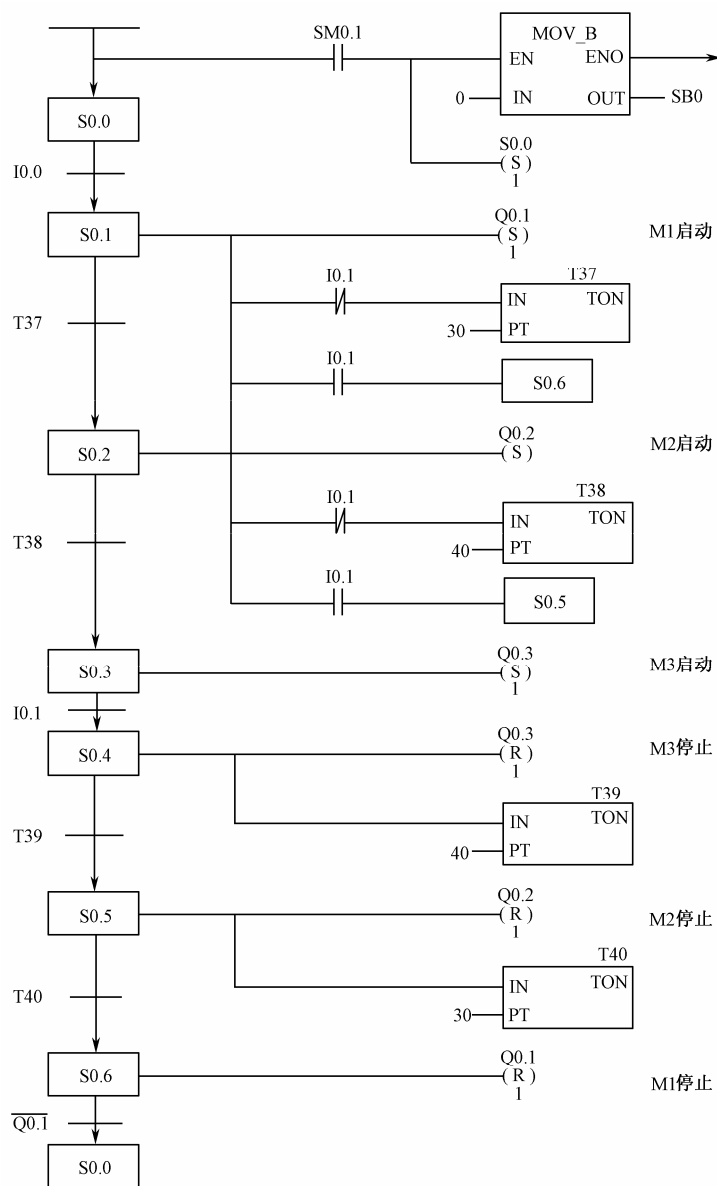 SM0.1
MOV_B
EN ENO
0 IN OUT SB0
S0.0
S0.0
( S )
1
I0.0
S0.1
Q0.1
( S )
1
M1启动
I0.1
T37
IN TON
30 PT
T37
I0.1
S0.6
S0.2
Q0.2
( S )
M2启动
I0.1
T38
IN TON
40 PT
T38
I0.1
S0.5
S0.3
Q0.3
( S )
1
M3启动
I0.1
S0.4
Q0.3
( R )
1
M3停止
T39
IN TON
40 PT
T39
S0.5
Q0.2
( R )
1
M2停止
T40
IN TON
30 PT
T40
S0.6
Q0.1
( R )
1
M1停止
Q0.1
S0.0